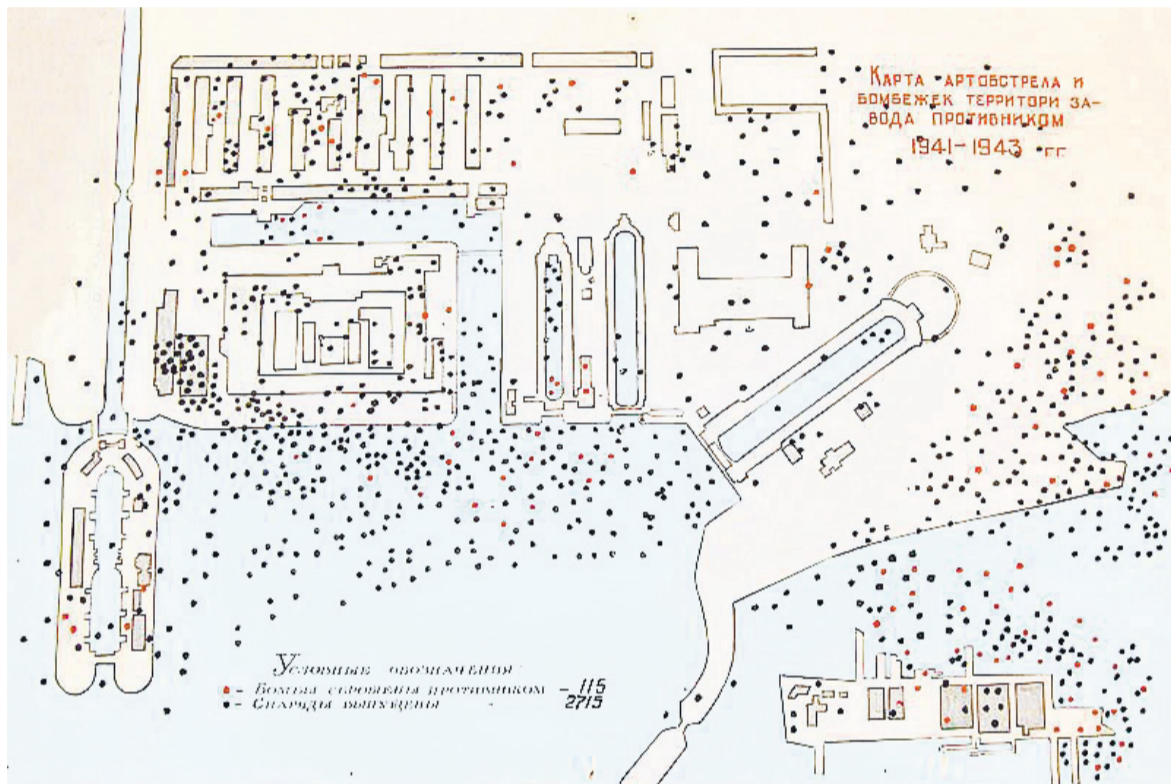 Карта артобстрела и
бомбежек территори за-
вода противником
1941-1943 гг
Условные обозначения:
- Бомбы сброшены противником - 115
- Снаряды выпущены - 2715